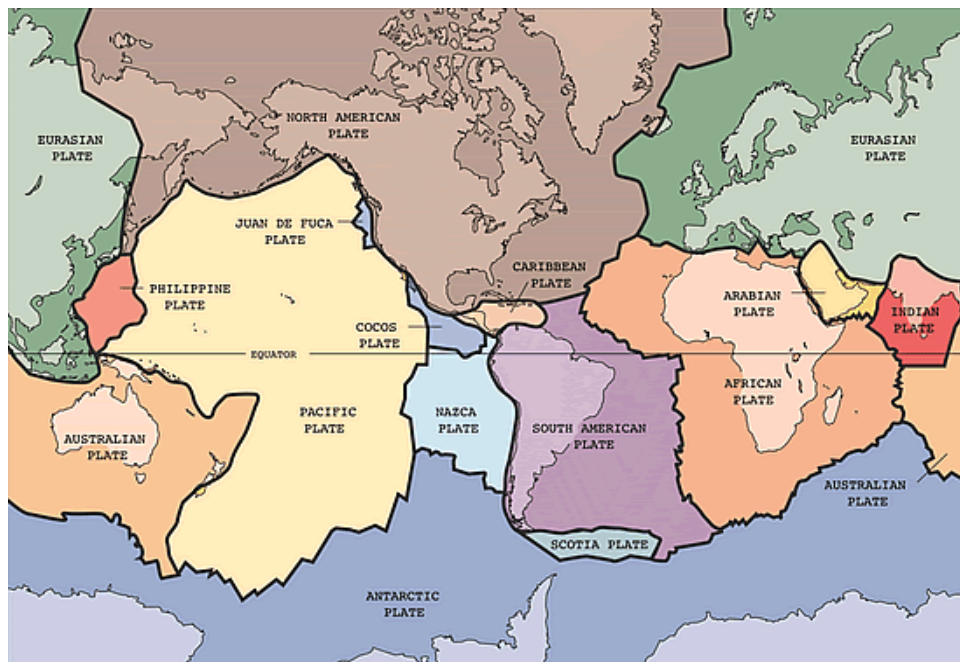 NORTH AMERICAN
PLATE
EURASIAN
PLATE
EURASIAN
PLATE
JUAN DE FUCA
PLATE
CARIBBEAN
PLATE
PHILIPPINE
PLATE
ARABIAN
PLATE
INDIAN
PLATE
COCOS
PLATE
EQUATOR
AFRICAN
PLATE
PACIFIC
PLATE
NAZCA
PLATE
SOUTH AMERICAN
PLATE
AUSTRALIAN
PLATE
AUSTRALIAN
PLATE
SCOTIA PLATE
ANTARCTIC
PLATE